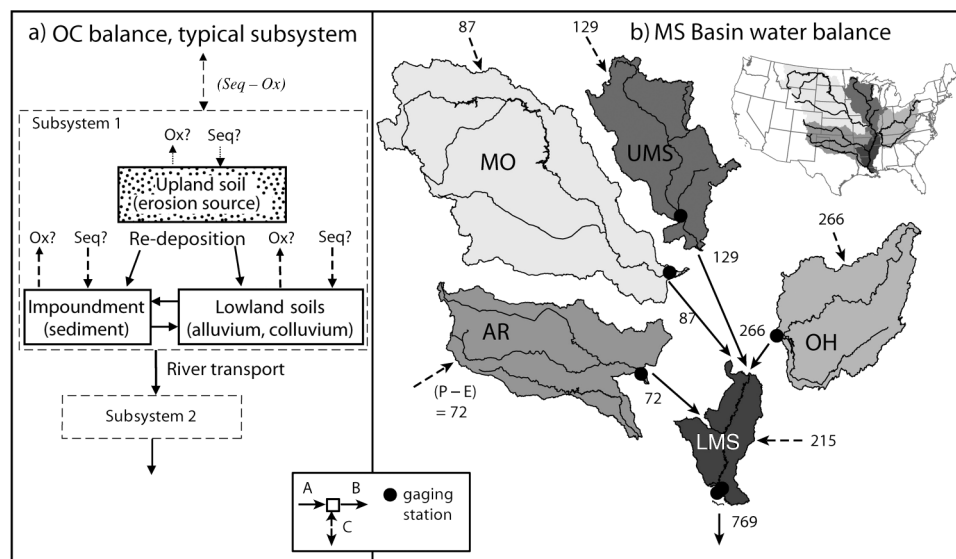 a) OC balance, typical subsystem
(Seq – Ox)
Subsystem 1
Ox? Seq?
Upland soil
(erosion source)
Re-deposition
Ox? Seq?
Ox? Seq?
Impoundment
(sediment)
Lowland soils
(alluvium, colluvium)
River transport
Subsystem 2
A B
C
gaging
station
b) MS Basin water balance
87
129
MO
UMS
266
129
87
266
OH
AR
(P – E)
= 72
72
LMS
215
769